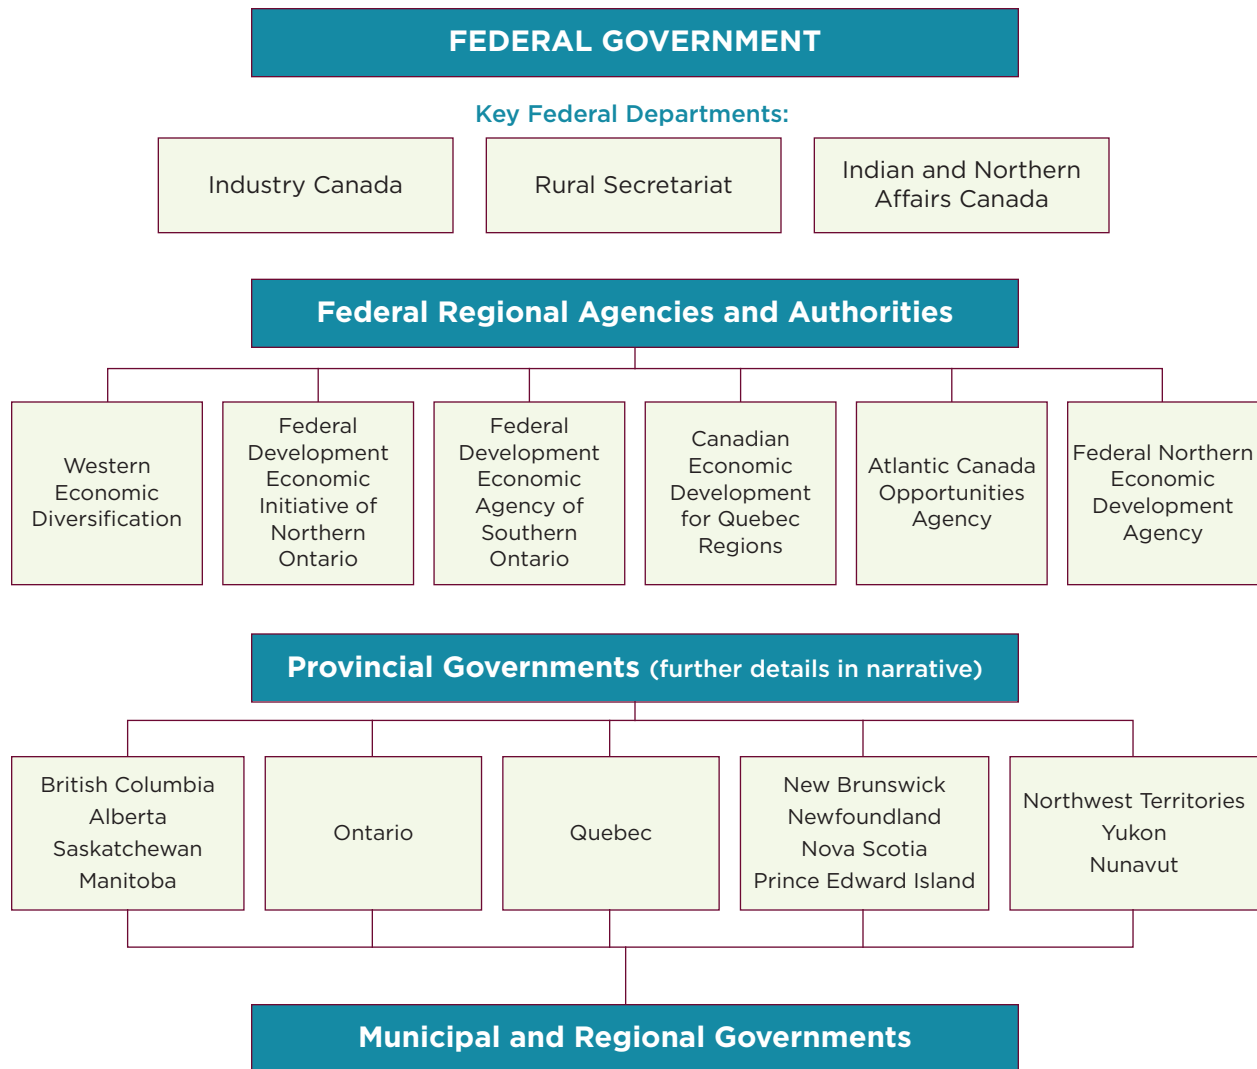 FEDERAL GOVERNMENT
Key Federal Departments:
Industry Canada
Rural Secretariat
Indian and Northern
Affairs Canada
Federal Regional Agencies and Authorities
Western
Economic
Diversification
Federal
Development
Economic
Initiative of
Northern
Ontario
Federal
Development
Economic
Agency of
Southern
Ontario
Canadian
Economic
Development
for Quebec
Regions
Atlantic Canada
Opportunities
Agency
Federal Northern
Economic
Development
Agency
Provincial Governments (further details in narrative)
British Columbia
Alberta
Saskatchewan
Manitoba
Ontario
Quebec
New Brunswick
Newfoundland
Nova Scotia
Prince Edward Island
Northwest Territories
Yukon
Nunavut
Municipal and Regional Governments